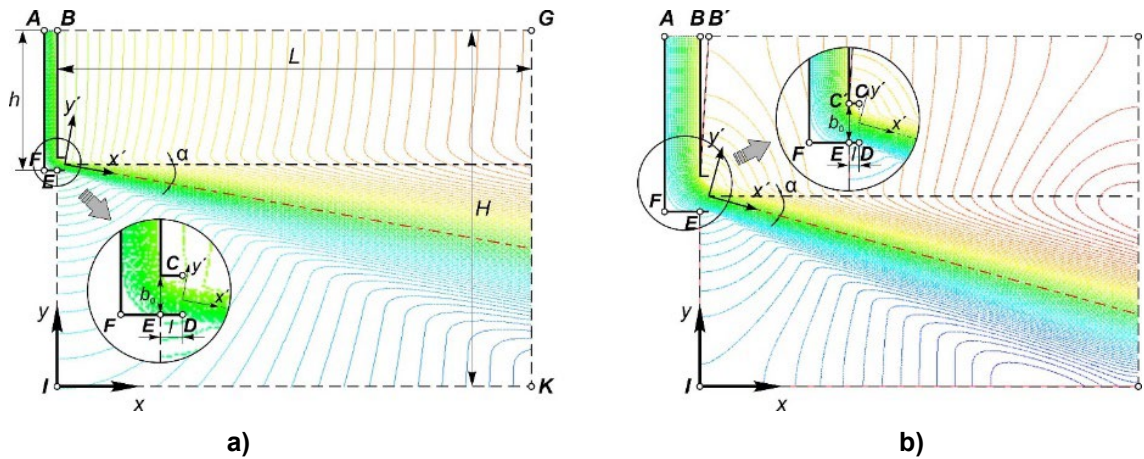 A B G
L
h
y´
F
x´
α
E
H
C y´
b₀ x´
F E l D
y
I x K
a)
A B B´
C´ C y´
b₀ x´
F E l D
y´
x´ α
F
E
y
I x
b)